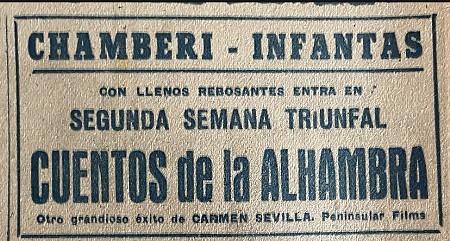 CHAMBERI - INFANTAS
CON LLENOS REBOSANTES ENTRA EN
SEGUNDA SEMANA TRIUNFAL
CUENTOS de la ALHAMBRA
Otro grandioso éxito de CARMEN SEVILLA. Peninsular Films